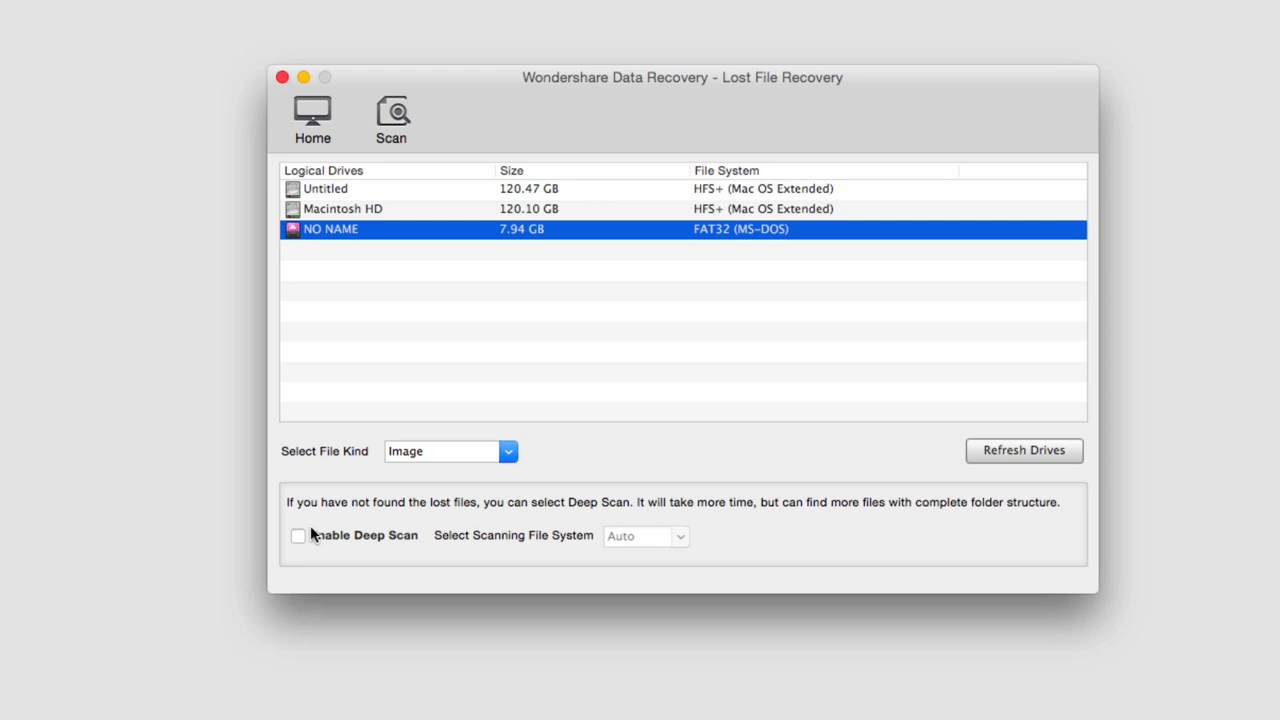 Wondershare Data Recovery - Lost File Recovery
Home Scan
Logical Drives Size File System
Untitled 120.47 GB HFS+ (Mac OS Extended)
Macintosh HD 120.10 GB HFS+ (Mac OS Extended)
NO NAME 7.94 GB FAT32 (MS-DOS)
Select File Kind Image Refresh Drives
If you have not found the lost files, you can select Deep Scan. It will take more time, but can find more files with complete folder structure.
Enable Deep Scan Select Scanning File System Auto